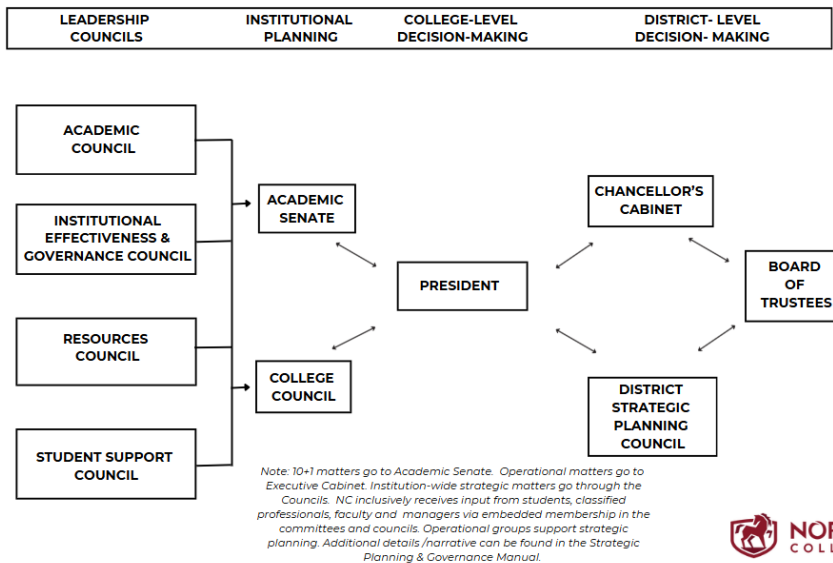 LEADERSHIP
COUNCILS
INSTITUTIONAL
PLANNING
COLLEGE-LEVEL
DECISION-MAKING
DISTRICT- LEVEL
DECISION- MAKING
ACADEMIC
COUNCIL
INSTITUTIONAL
EFFECTIVENESS &
GOVERNANCE COUNCIL
RESOURCES
COUNCIL
STUDENT SUPPORT
COUNCIL
ACADEMIC
SENATE
COLLEGE
COUNCIL
PRESIDENT
CHANCELLOR'S
CABINET
DISTRICT
STRATEGIC
PLANNING
COUNCIL
BOARD
OF
TRUSTEES
Note: 10+1 matters go to Academic Senate. Operational matters go to
Executive Cabinet. Institution-wide strategic matters go through the
Councils. NC inclusively receives input from students, classified
professionals, faculty and managers via embedded membership in the
committees and councils. Operational groups support strategic
planning. Additional details /narrative can be found in the Strategic
Planning & Governance Manual.